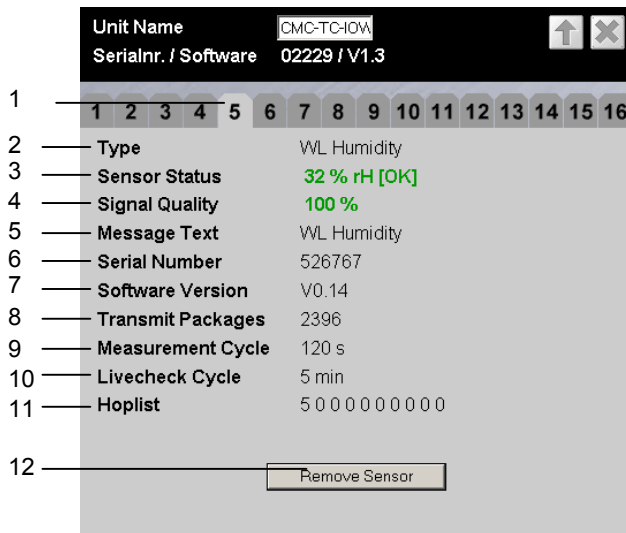 Unit Name CMC-TC-IOW
Serialnr. / Software 02229 / V1.3
1
1 2 3 4 5 6 7 8 9 10 11 12 13 14 15 16
2 Type WL Humidity
3 Sensor Status 32 % rH [OK]
4 Signal Quality 100 %
5 Message Text WL Humidity
6 Serial Number 526767
7 Software Version V0.14
8 Transmit Packages 2396
9 Measurement Cycle 120 s
10 Livecheck Cycle 5 min
11 Hoplist 5 0 0 0 0 0 0 0 0 0 0
12 Remove Sensor